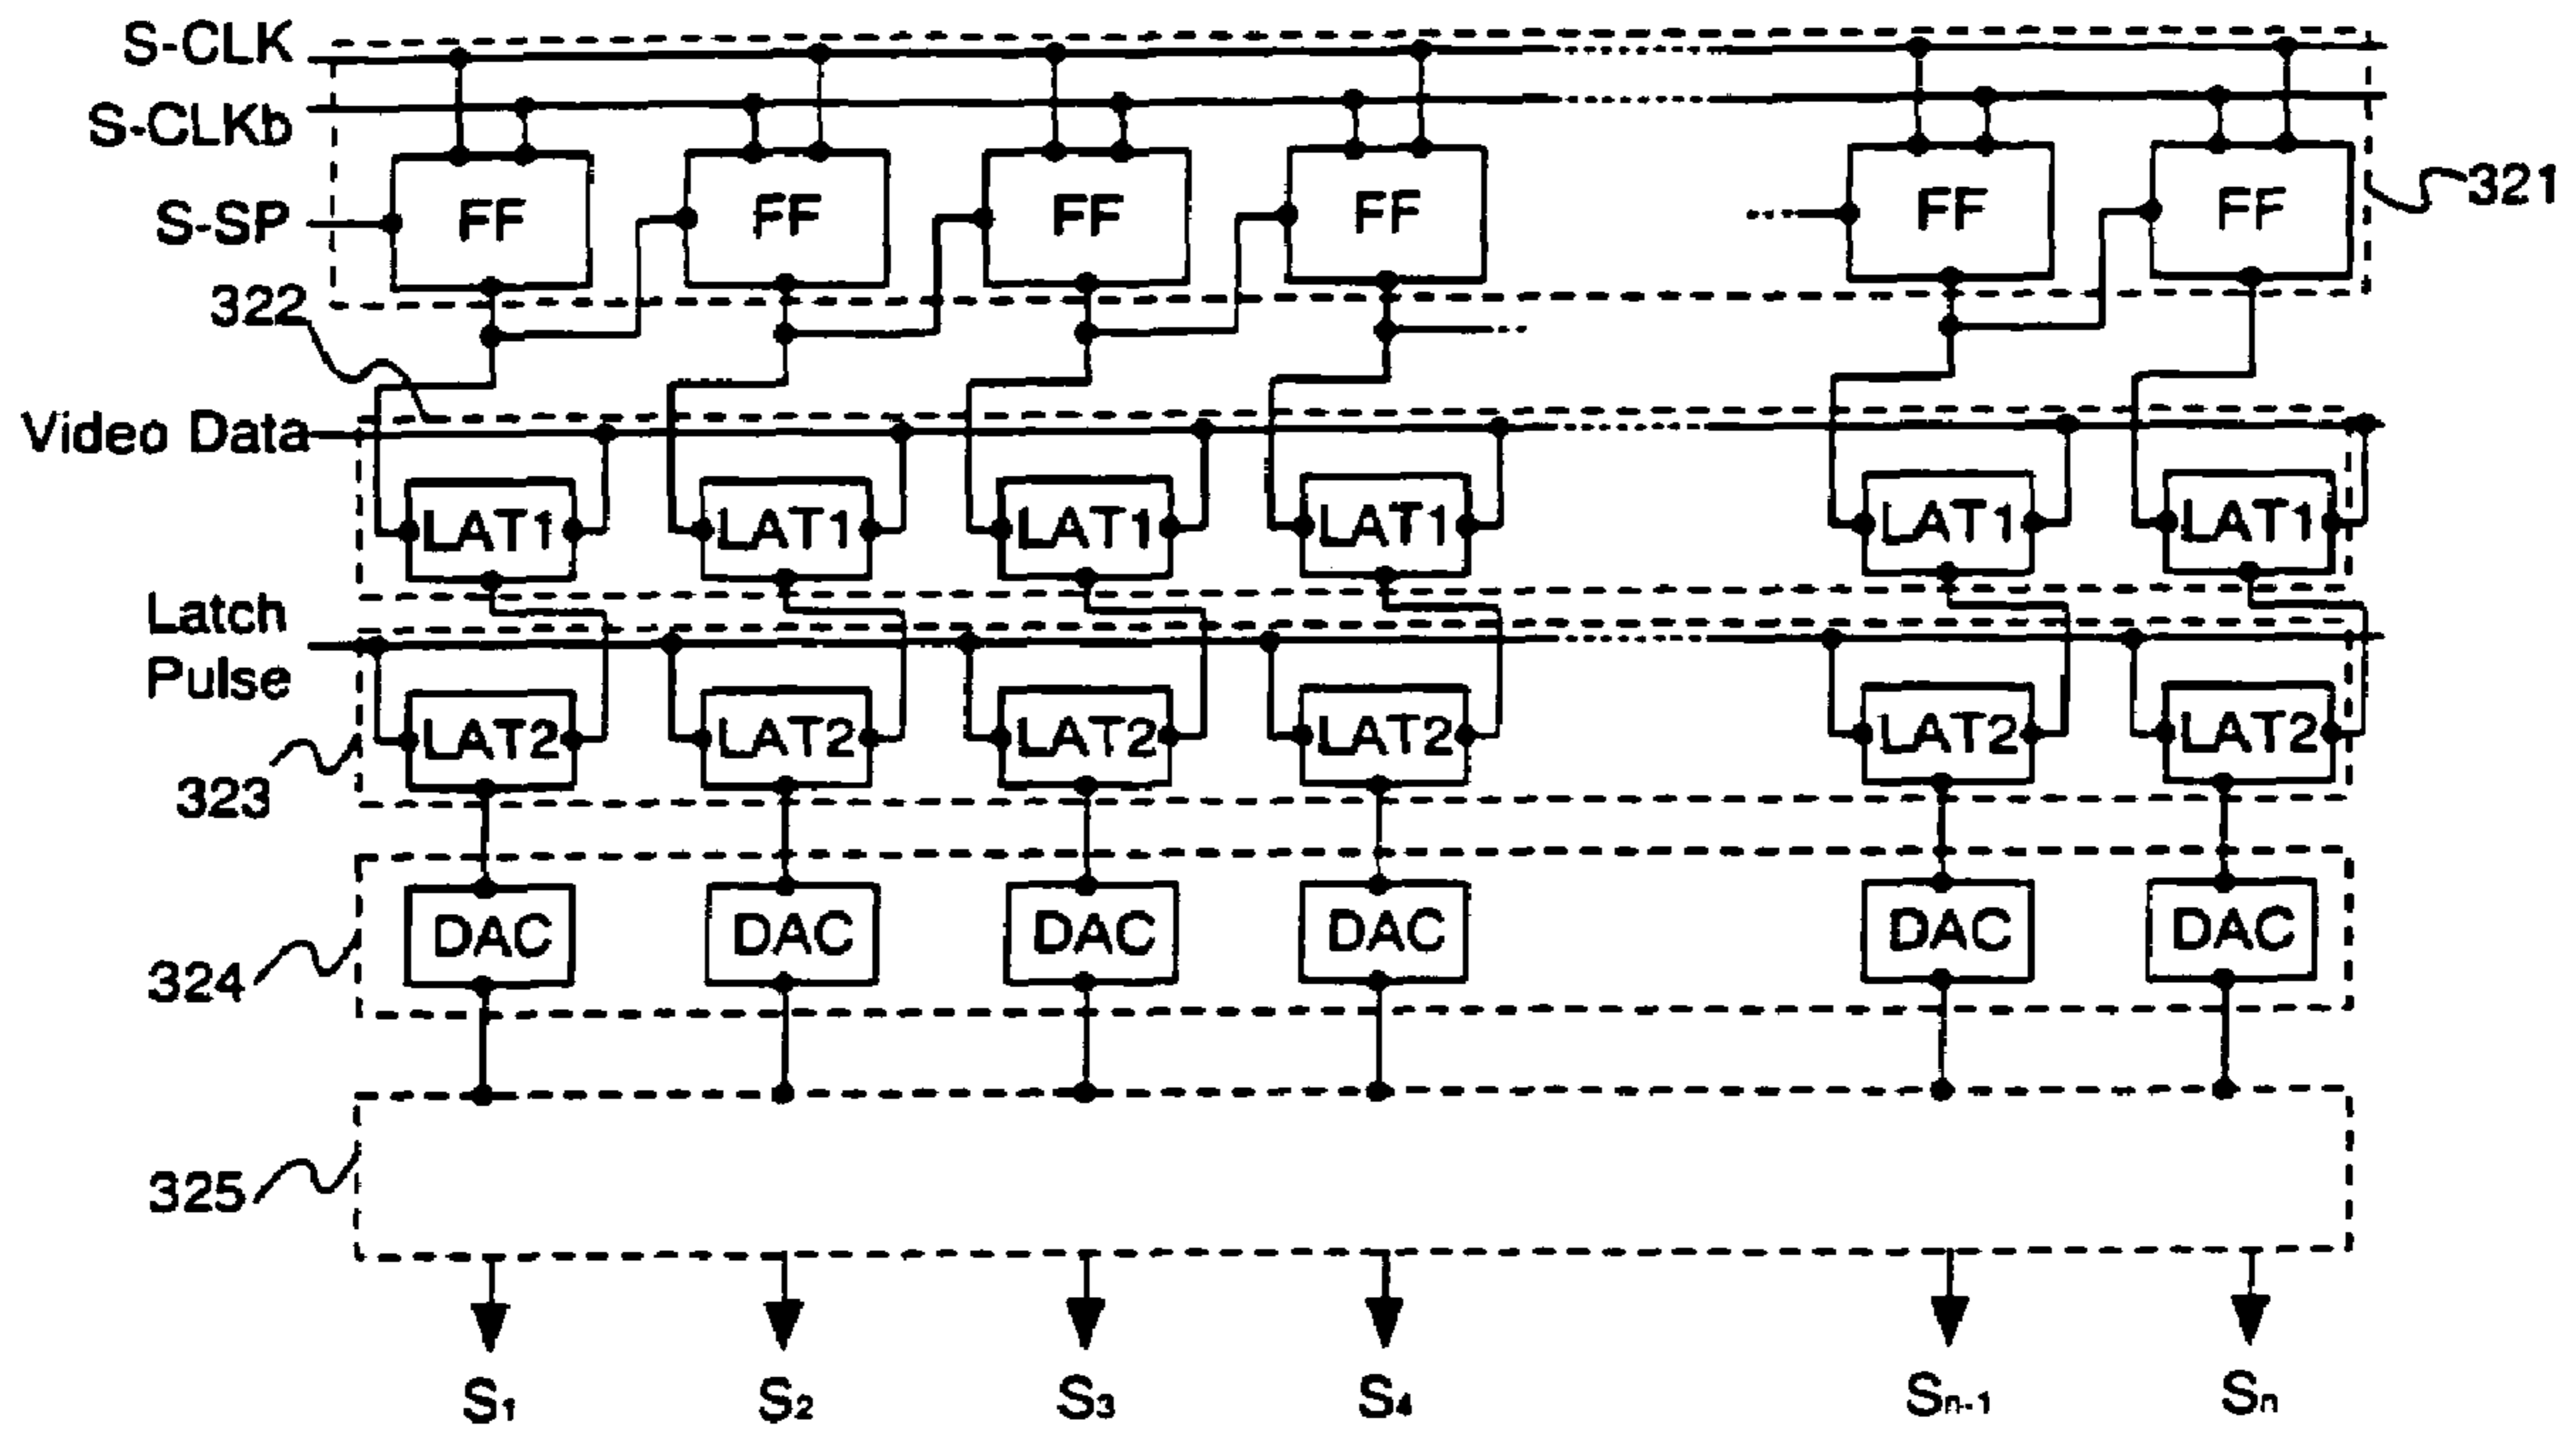 S-CLK
S-CLKb
S-SP
FF FF FF FF FF FF
321
322
Video Data
LAT1 LAT1 LAT1 LAT1 LAT1 LAT1
Latch
Pulse
LAT2 LAT2 LAT2 LAT2 LAT2 LAT2
323
DAC DAC DAC DAC DAC DAC
324
325
S1 S2 S3 S4 Sn-1 Sn